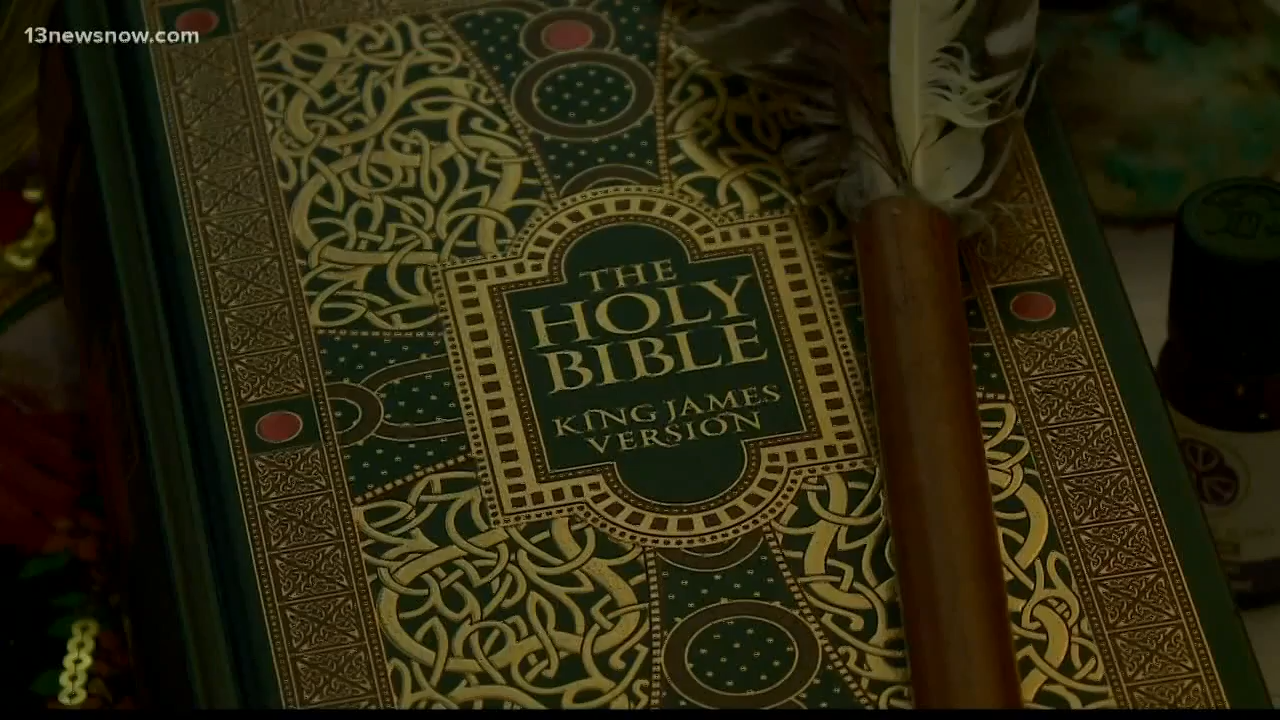 13newsnow.com
THE
HOLY
BIBLE
KING JAMES
VERSION